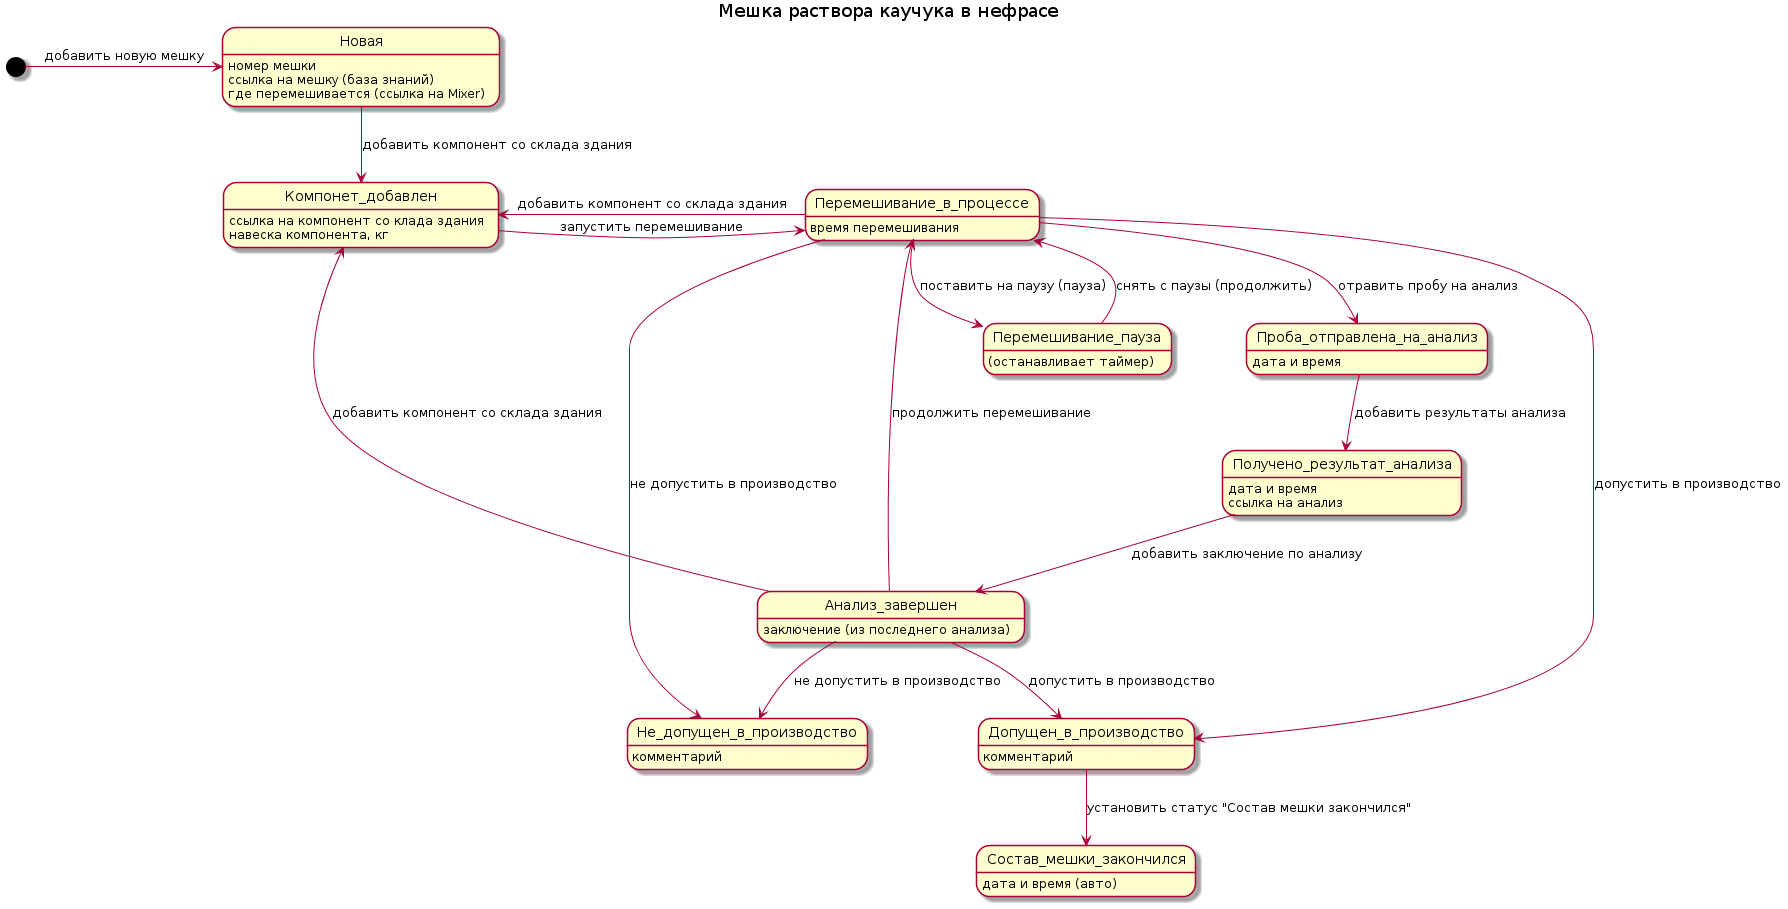 Мешка раствора каучука в нефрасе
добавить новую мешку
Новая
номер мешки
ссылка на мешку (база знаний)
где перемешивается (ссылка на Mixer)
добавить компонент со склада здания
Компонет_добавлен
ссылка на компонент со клада здания
навеска компонента, кг
добавить компонент со склада здания
запустить перемешивание
Перемешивание_в_процессе
время перемешивания
поставить на паузу (пауза)
снять с паузы (продолжить)
отравить пробу на анализ
Перемешивание_пауза
(останавливает таймер)
Проба_отправлена_на_анализ
дата и время
добавить компонент со склада здания
продолжить перемешивание
добавить результаты анализа
Получено_результат_анализа
дата и время
ссылка на анализ
не допустить в производство
допустить в производство
добавить заключение по анализу
Анализ_завершен
заключение (из последнего анализа)
не допустить в производство
допустить в производство
Не_допущен_в_производство
комментарий
Допущен_в_производство
комментарий
установить статус "Состав мешки закончился"
Состав_мешки_закончился
дата и время (авто)